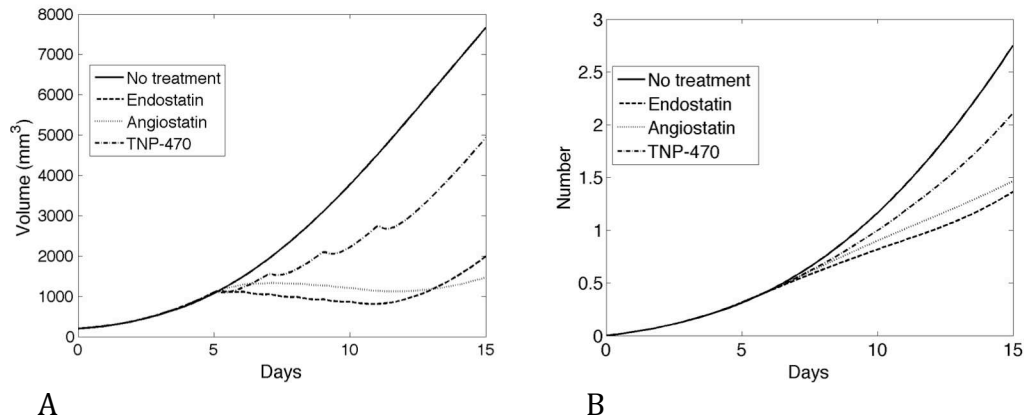 8000
7000
6000
5000
4000
3000
2000
1000
0
Volume (mm³)
No treatment
Endostatin
Angiostatin
TNP-470
0 5 10 15
Days
A
3
2.5
2
1.5
1
0.5
0
Number
No treatment
Endostatin
Angiostatin
TNP-470
0 5 10 15
Days
B